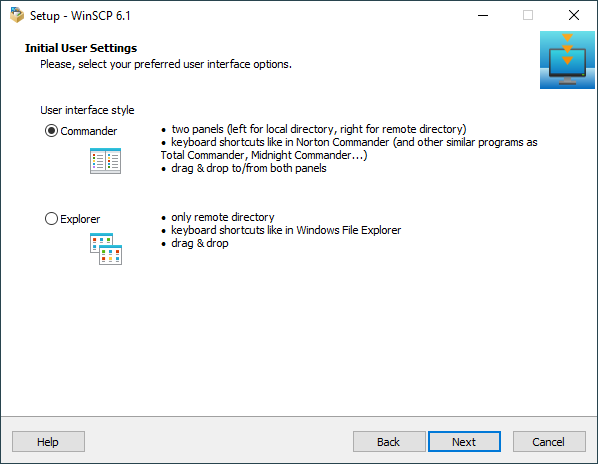 Setup - WinSCP 6.1
Initial User Settings
Please, select your preferred user interface options.
User interface style
Commander
• two panels (left for local directory, right for remote directory)
• keyboard shortcuts like in Norton Commander (and other similar programs as
Total Commander, Midnight Commander...)
• drag & drop to/from both panels
Explorer
• only remote directory
• keyboard shortcuts like in Windows File Explorer
• drag & drop
Help
Back
Next
Cancel